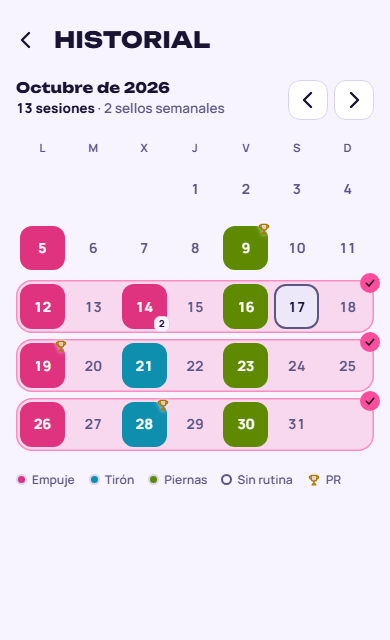 HISTORIAL
Octubre de 2026
13 sesiones · 2 sellos semanales
L M X J V S D
1 2 3 4
5 6 7 8 9 10 11
12 13 14 2 15 16 17 18
19 20 21 22 23 24 25
26 27 28 29 30 31
Empuje Tirón Piernas Sin rutina PR